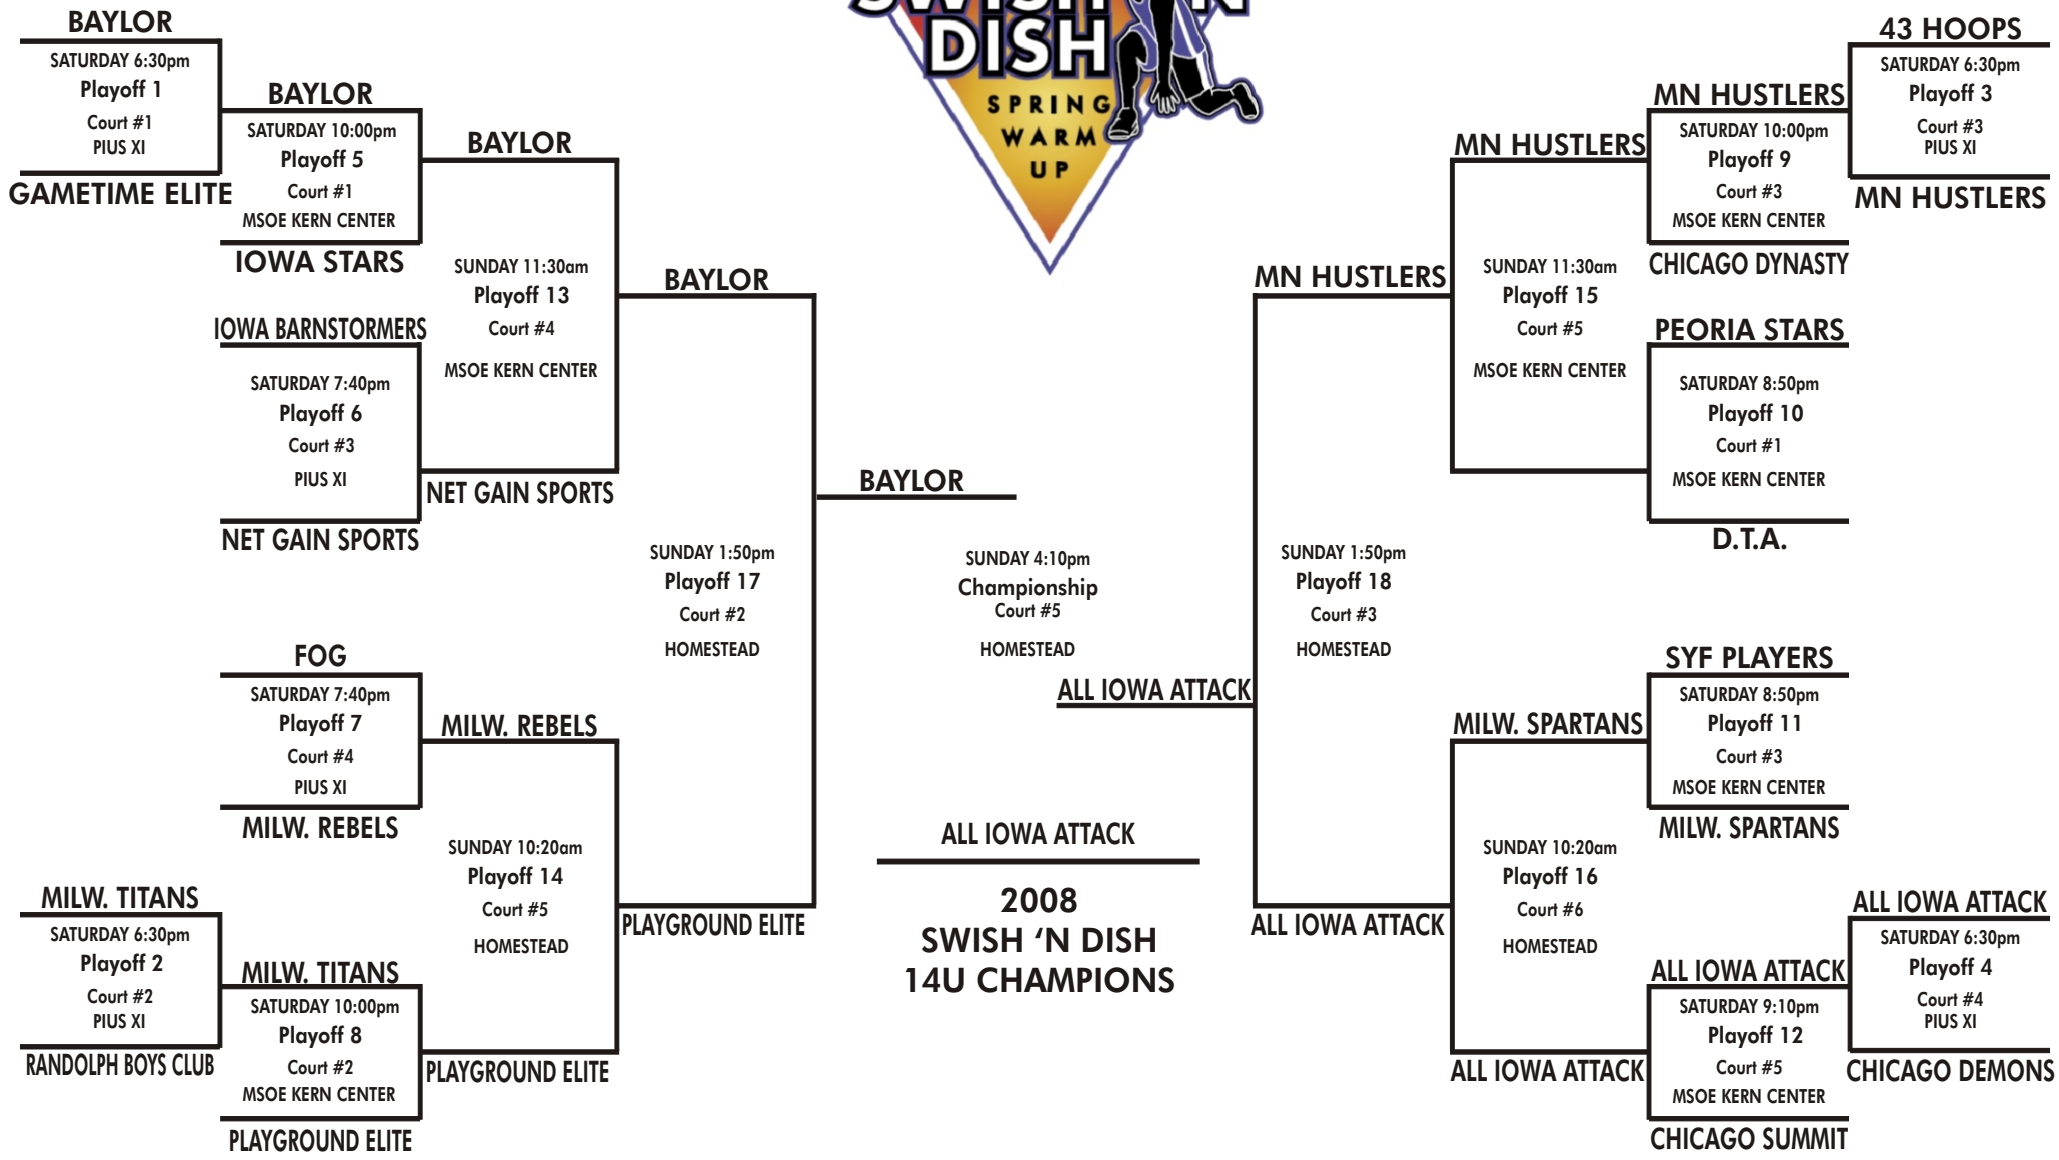 SWISH 'N
DISH
SPRING
WARM
UP
BAYLOR
SATURDAY 6:30pm
Playoff 1
Court #1
PIUS XI
GAMETIME ELITE
BAYLOR
SATURDAY 10:00pm
Playoff 5
Court #1
MSOE KERN CENTER
IOWA STARS
BAYLOR
SUNDAY 11:30am
Playoff 13
Court #4
MSOE KERN CENTER
IOWA BARNSTORMERS
SATURDAY 7:40pm
Playoff 6
Court #3
PIUS XI
NET GAIN SPORTS
NET GAIN SPORTS
BAYLOR
SUNDAY 1:50pm
Playoff 17
Court #2
HOMESTEAD
FOG
SATURDAY 7:40pm
Playoff 7
Court #4
PIUS XI
MILW. REBELS
MILW. REBELS
SUNDAY 10:20am
Playoff 14
Court #5
HOMESTEAD
PLAYGROUND ELITE
MILW. TITANS
SATURDAY 6:30pm
Playoff 2
Court #2
PIUS XI
RANDOLPH BOYS CLUB
MILW. TITANS
SATURDAY 10:00pm
Playoff 8
Court #2
MSOE KERN CENTER
PLAYGROUND ELITE
PLAYGROUND ELITE
BAYLOR
SUNDAY 4:10pm
Championship
Court #5
HOMESTEAD
ALL IOWA ATTACK
ALL IOWA ATTACK
2008
SWISH ‘N DISH
14U CHAMPIONS
MN HUSTLERS
SUNDAY 1:50pm
Playoff 18
Court #3
HOMESTEAD
ALL IOWA ATTACK
MN HUSTLERS
SUNDAY 11:30am
Playoff 15
Court #5
MSOE KERN CENTER
MN HUSTLERS
SATURDAY 10:00pm
Playoff 9
Court #3
MSOE KERN CENTER
CHICAGO DYNASTY
43 HOOPS
SATURDAY 6:30pm
Playoff 3
Court #3
PIUS XI
MN HUSTLERS
PEORIA STARS
SATURDAY 8:50pm
Playoff 10
Court #1
MSOE KERN CENTER
D.T.A.
MILW. SPARTANS
SUNDAY 10:20am
Playoff 16
Court #6
HOMESTEAD
ALL IOWA ATTACK
SYF PLAYERS
SATURDAY 8:50pm
Playoff 11
Court #3
MSOE KERN CENTER
MILW. SPARTANS
ALL IOWA ATTACK
SATURDAY 9:10pm
Playoff 12
Court #5
MSOE KERN CENTER
CHICAGO SUMMIT
ALL IOWA ATTACK
SATURDAY 6:30pm
Playoff 4
Court #4
PIUS XI
CHICAGO DEMONS